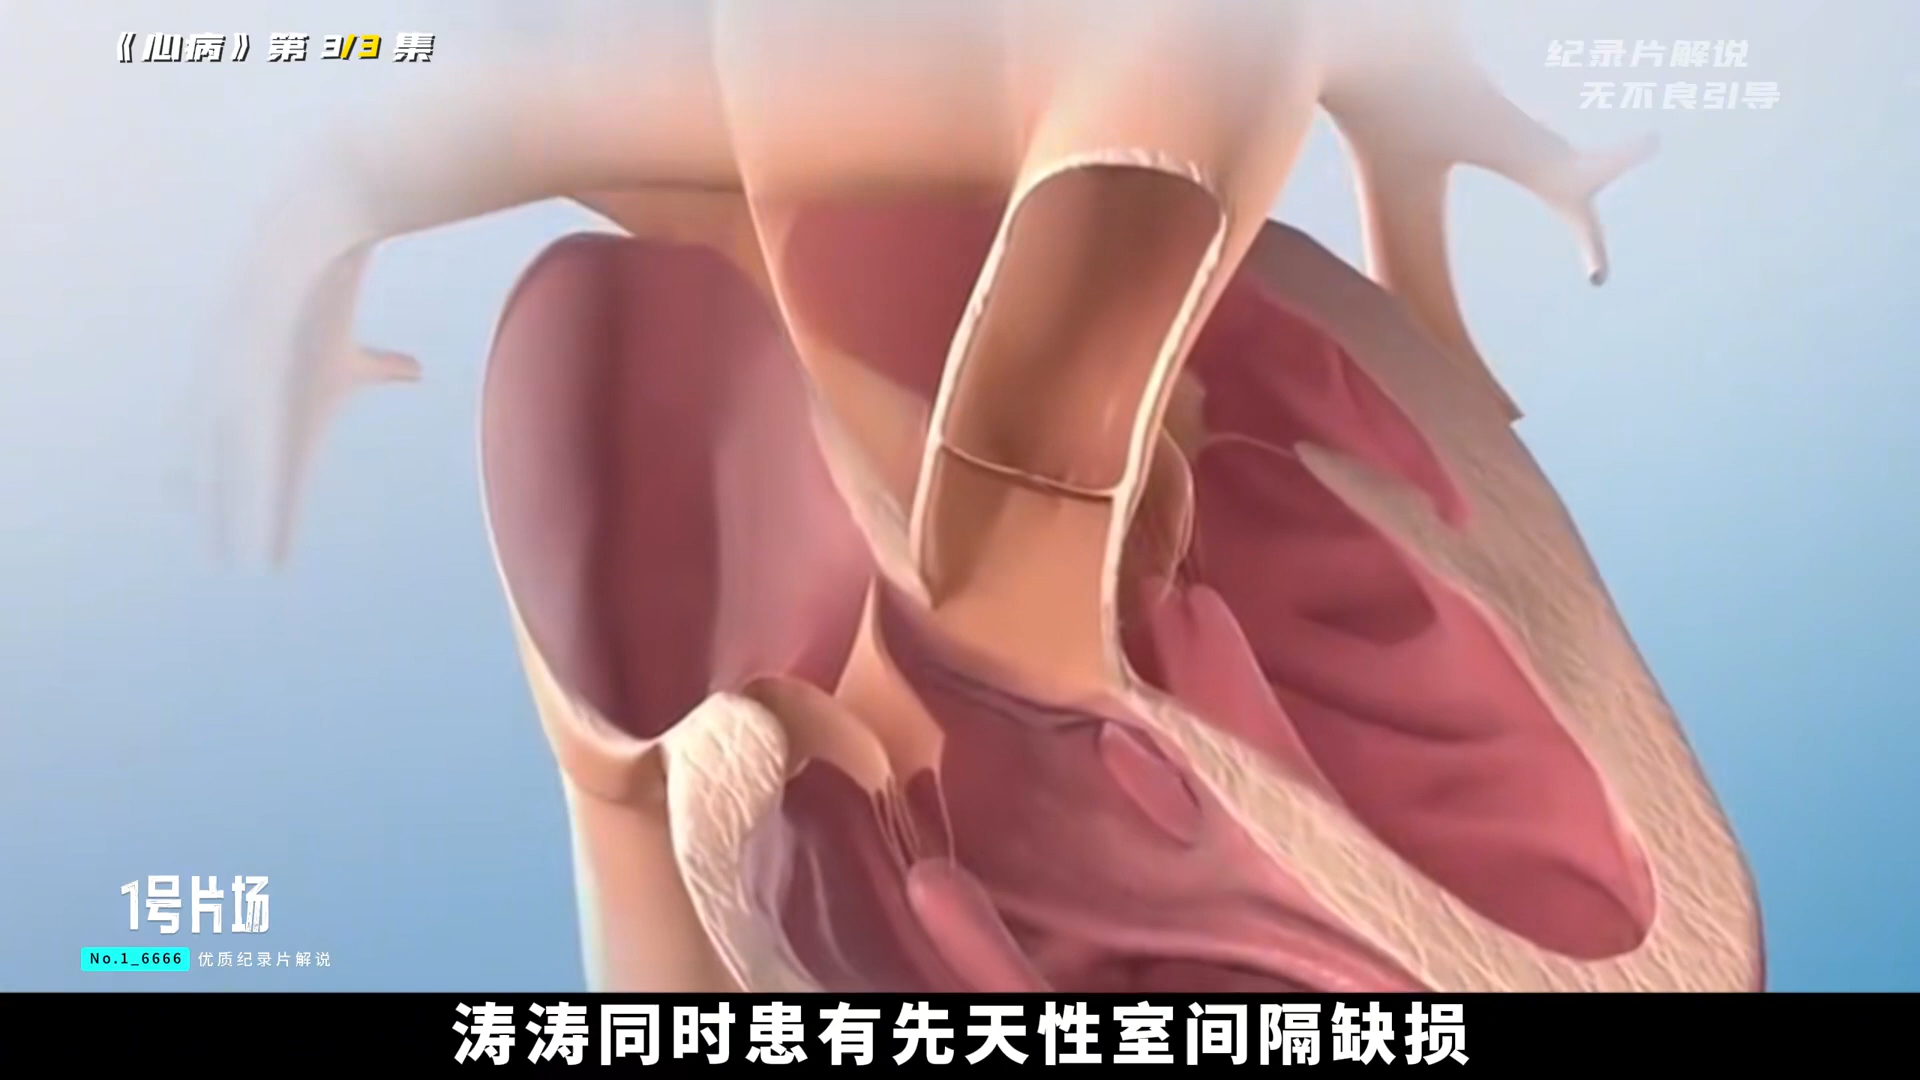 《心病》第 3/3 集
纪录片解说
无不良引导
1号片场
No.1_6666 优质纪录片解说
涛涛同时患有先天性室间隔缺损